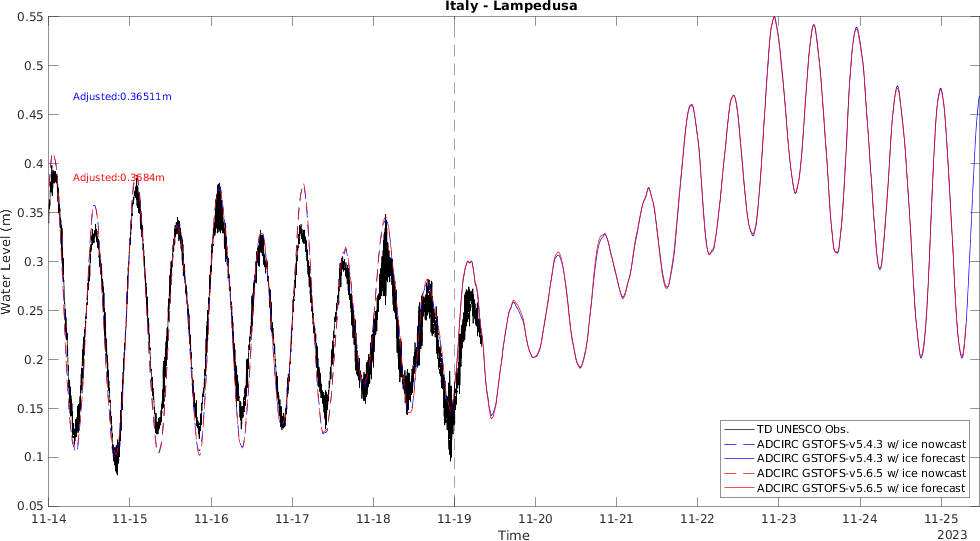 Italy - Lampedusa
0.55
0.5
0.45
0.4
0.35
0.3
0.25
0.2
0.15
0.1
0.05
Water Level (m)
Adjusted:0.36511m
Adjusted:0.3684m
TD UNESCO Obs.
ADCIRC GSTOFS-v5.4.3 w/ ice nowcast
ADCIRC GSTOFS-v5.4.3 w/ ice forecast
ADCIRC GSTOFS-v5.6.5 w/ ice nowcast
ADCIRC GSTOFS-v5.6.5 w/ ice forecast
11-14 11-15 11-16 11-17 11-18 11-19 11-20 11-21 11-22 11-23 11-24 11-25
Time
2023